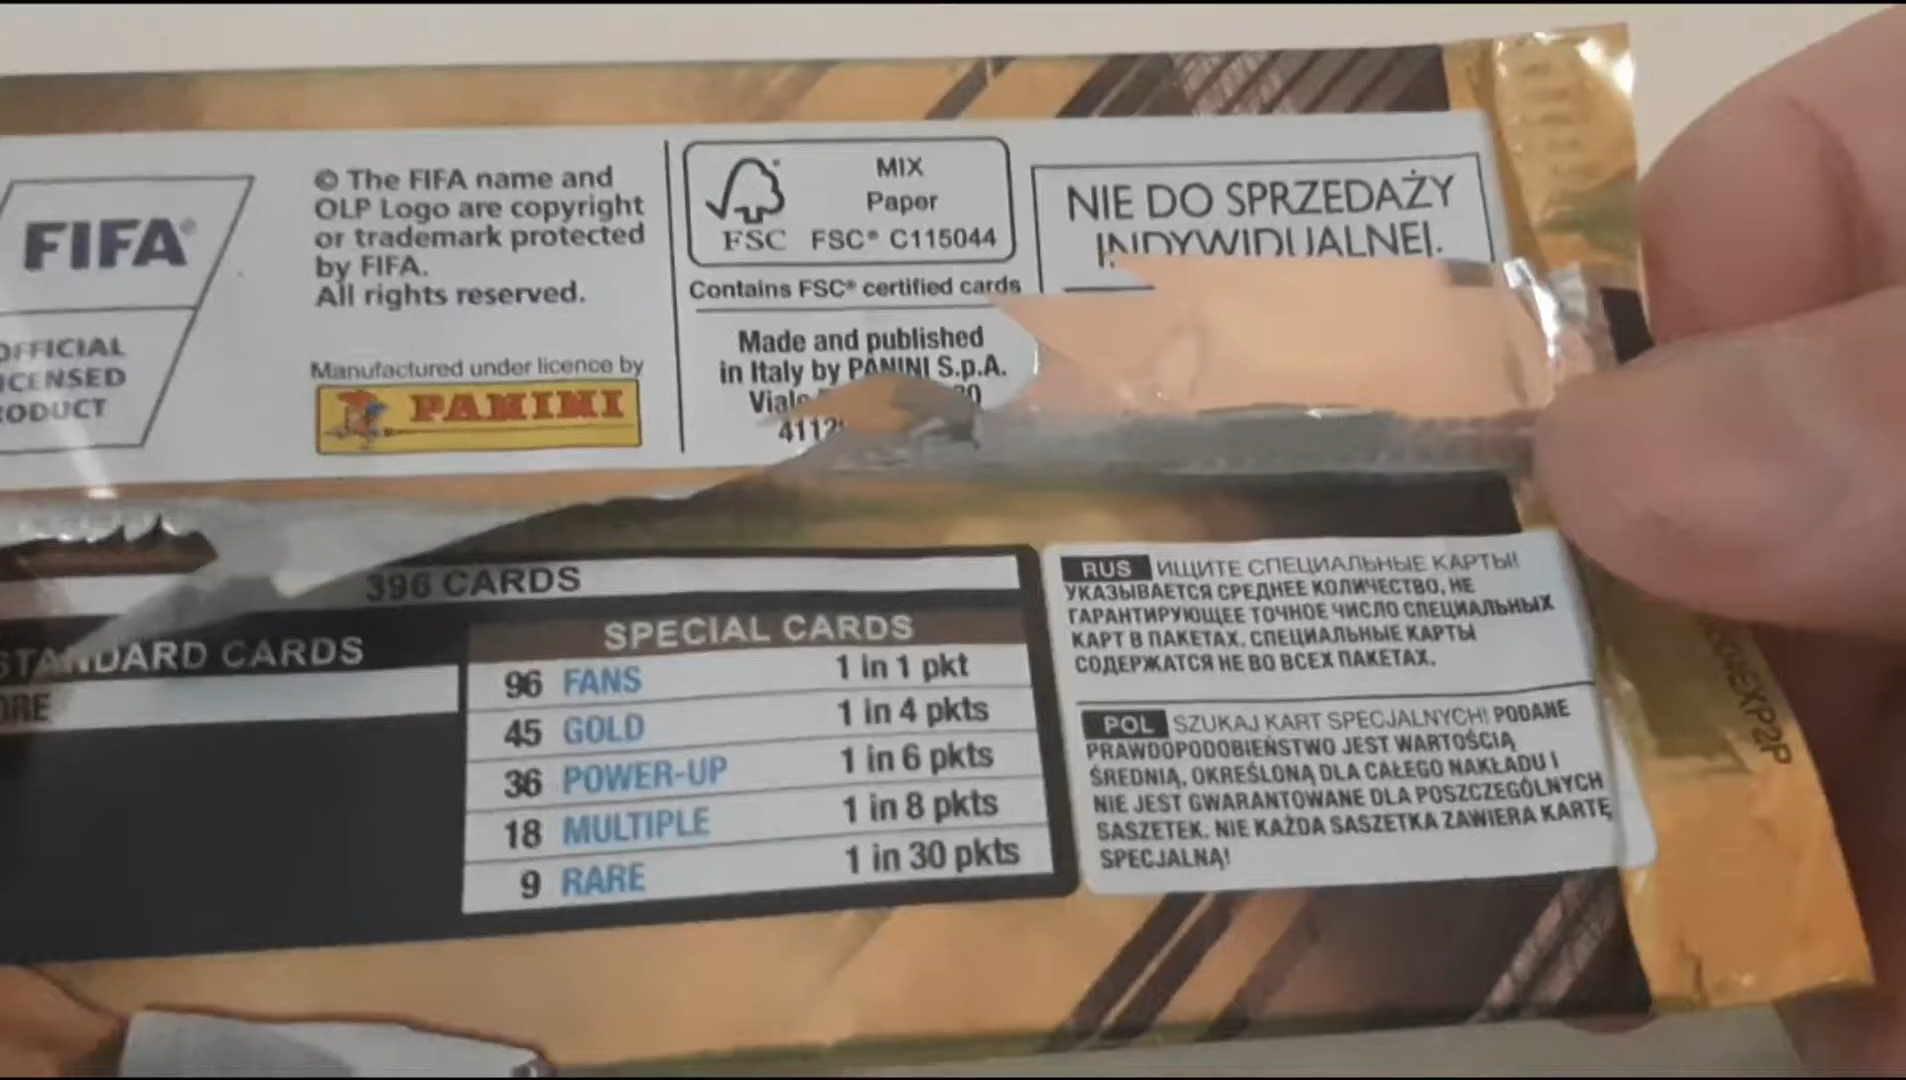 FIFA®
OFFICIAL
LICENSED
PRODUCT
© The FIFA name and
OLP Logo are copyright
or trademark protected
by FIFA.
All rights reserved.
Manufactured under licence by
PANINI
FSC
MIX
Paper
FSC® C115044
Contains FSC® certified cards
Made and published
in Italy by PANINI S.p.A.
Viale
NIE DO SPRZEDAŻY
INDYWIDUALNEJ.
396 CARDS
STANDARD CARDS
SPECIAL CARDS
96 FANS 1 in 1 pkt
45 GOLD 1 in 4 pkts
36 POWER-UP 1 in 6 pkts
18 MULTIPLE 1 in 8 pkts
9 RARE 1 in 30 pkts
RUS ИЩИТЕ СПЕЦИАЛЬНЫЕ КАРТЫ!
УКАЗЫВАЕТСЯ СРЕДНЕЕ КОЛИЧЕСТВО, НЕ
ГАРАНТИРУЮЩЕЕ ТОЧНОЕ ЧИСЛО СПЕЦИАЛЬНЫХ
КАРТ В ПАКЕТАХ. СПЕЦИАЛЬНЫЕ КАРТЫ
СОДЕРЖАТСЯ НЕ ВО ВСЕХ ПАКЕТАХ.
POL SZUKAJ KART SPECJALNYCH! PODANE
PRAWDOPODOBIEŃSTWO JEST WARTOŚCIĄ
ŚREDNIĄ, OKREŚLONĄ DLA CAŁEGO NAKŁADU I
NIE JEST GWARANTOWANE DLA POSZCZEGÓLNYCH
SASZETEK. NIE KAŻDA SASZETKA ZAWIERA KARTĘ
SPECJALNĄ!